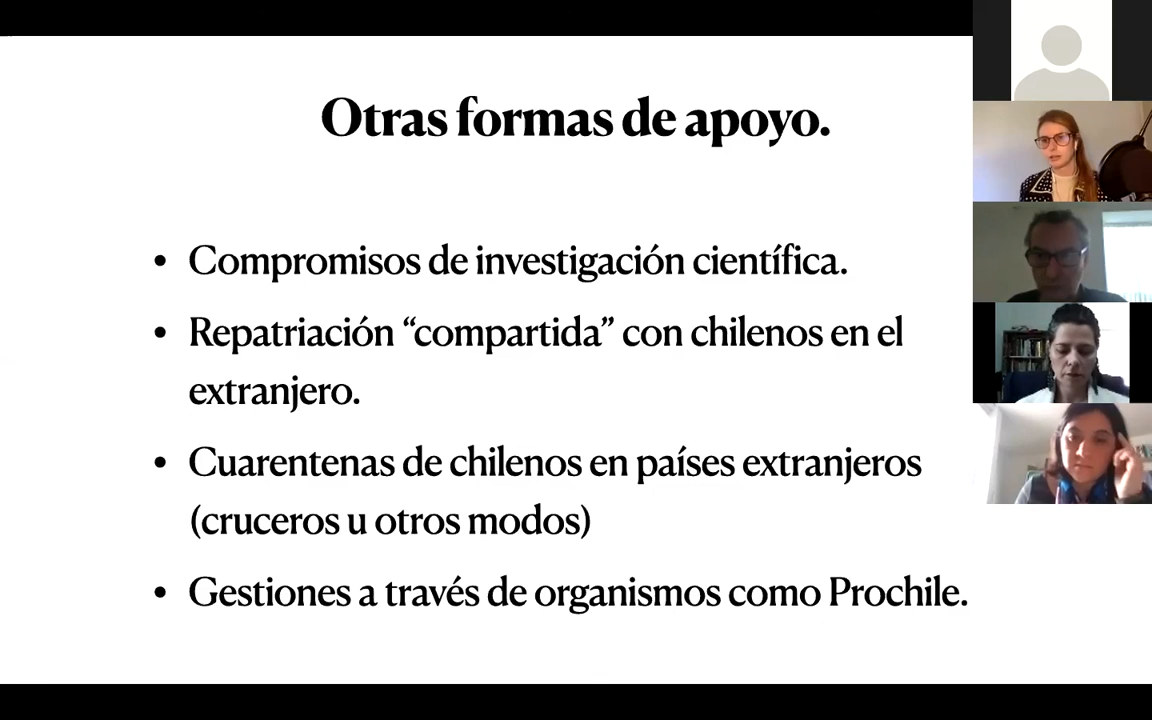 Otras formas de apoyo.
• Compromisos de investigación científica.
• Repatriación “compartida” con chilenos en el
extranjero.
• Cuarentenas de chilenos en países extranjeros
(cruceros u otros modos)
• Gestiones a través de organismos como Prochile.